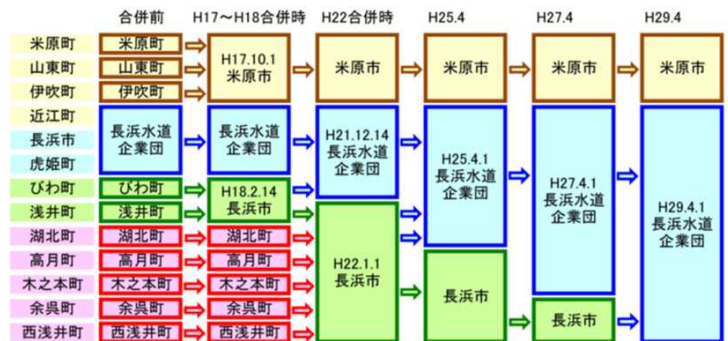 合併前 H17～H18合併時 H22合併時 H25.4 H27.4 H29.4
米原町 米原町
山東町 山東町
伊吹町 伊吹町
H17.10.1
米原市
米原市
米原市
米原市
米原市
近江町
長浜市
虎姫町
長浜水道
企業団
長浜水道
企業団
H21.12.14
長浜水道
企業団
H25.4.1
長浜水道
企業団
H27.4.1
長浜水道
企業団
H29.4.1
長浜水道
企業団
びわ町 びわ町
浅井町 浅井町
H18.2.14
長浜市
湖北町 湖北町 湖北町
高月町 高月町 高月町
木之本町 木之本町 木之本町
余呉町 余呉町 余呉町
西浅井町 西浅井町 西浅井町
H22.1.1
長浜市
長浜市
長浜市